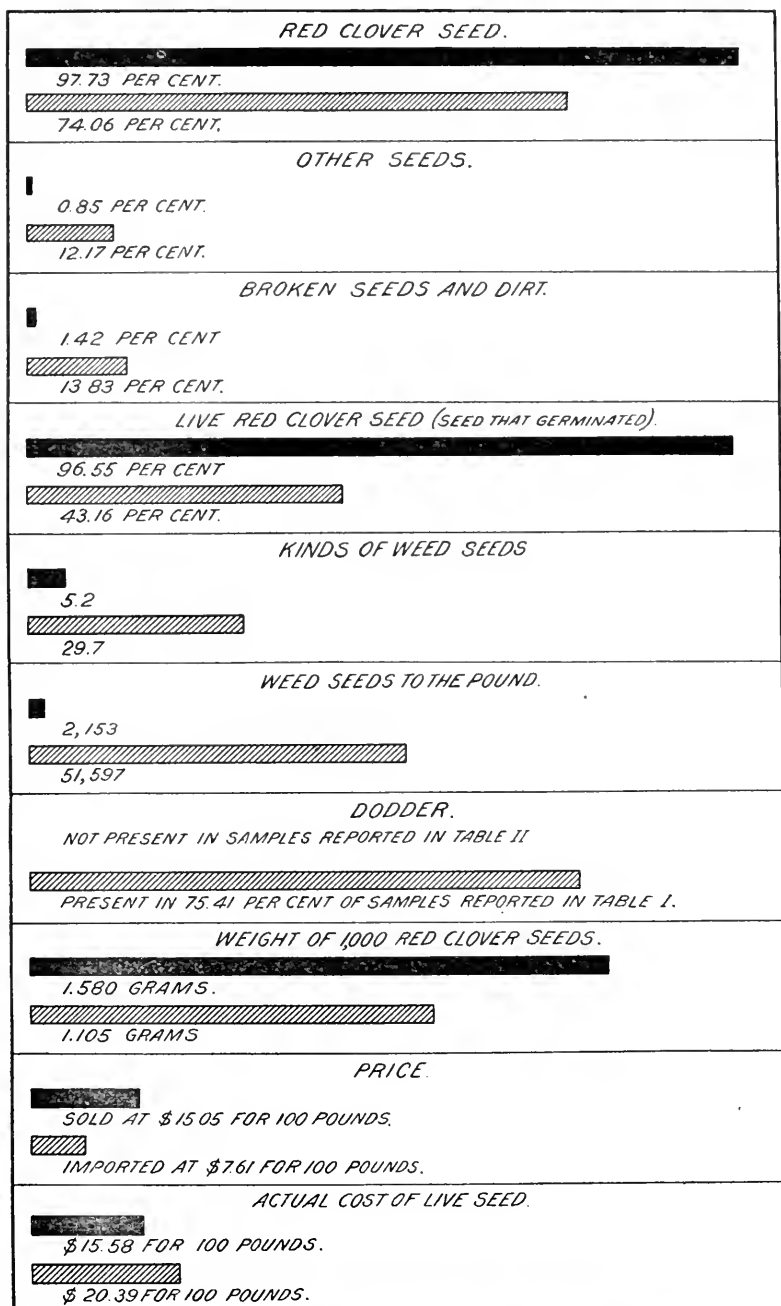 RED CLOVER SEED.
97.73 PER CENT.
74.06 PER CENT.
OTHER SEEDS.
0.85 PER CENT.
12.17 PER CENT.
BROKEN SEEDS AND DIRT.
1.42 PER CENT
13 83 PER CENT.
LIVE RED CLOVER SEED (SEED THAT GERMINATED).
96.55 PER CENT
43.16 PER CENT.
KINDS OF WEED SEEDS
5.2
29.7
WEED SEEDS TO THE POUND.
2,153
51,597
DODDER.
NOT PRESENT IN SAMPLES REPORTED IN TABLE II
PRESENT IN 75.41 PER CENT OF SAMPLES REPORTED IN TABLE I.
WEIGHT OF 1,000 RED CLOVER SEEDS.
1.580 GRAMS.
1.105 GRAMS
PRICE.
SOLD AT $15 05 FOR 100 POUNDS.
IMPORTED AT $7.61 FOR 100 POUNDS.
ACTUAL COST OF LIVE SEED.
$15.58 FOR 100 POUNDS.
$20.39 FOR 100 POUNDS.